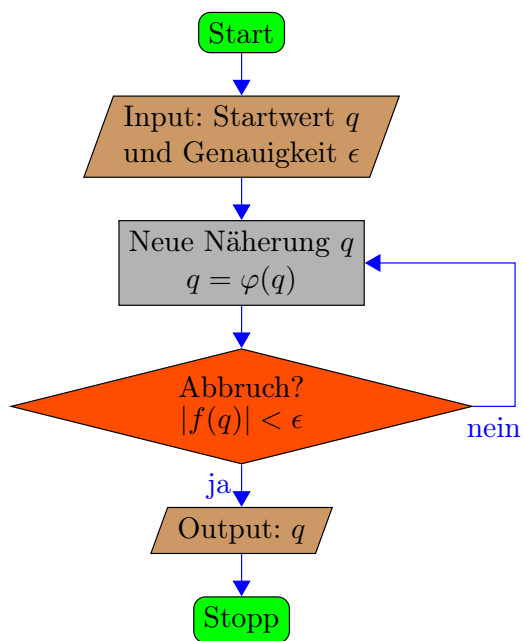 Start
Input: Startwert q
und Genauigkeit ϵ
Neue Näherung q
q = φ(q)
Abbruch?
|f(q)| < ϵ
nein
ja
Output: q
Stopp